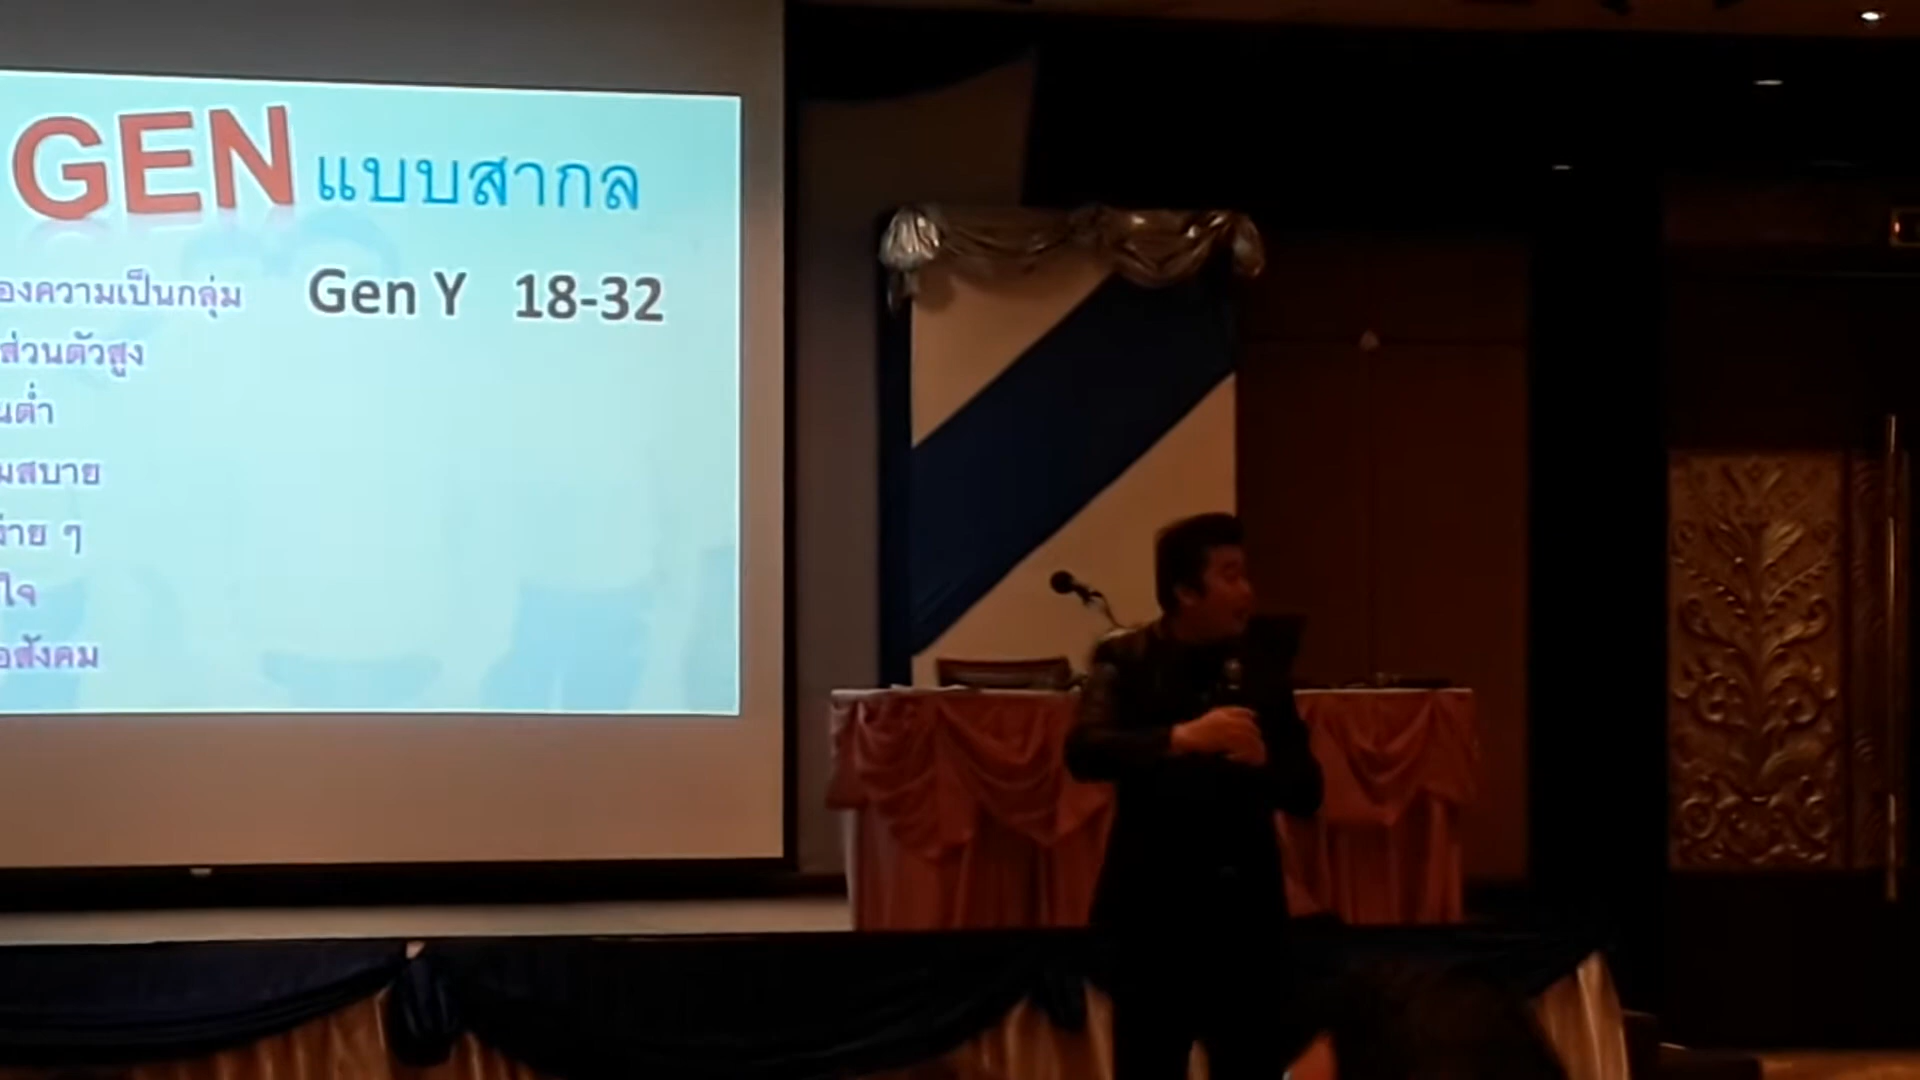 GEN แบบสากล
องความเป็นกลุ่ม Gen Y 18-32
ส่วนตัวสูง
นต่ำ
มสบาย
ง่าย ๆ
ใจ
อสังคม